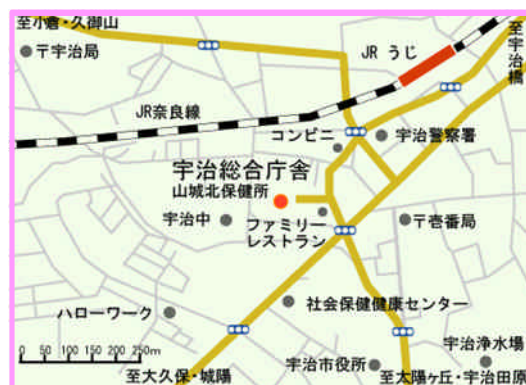 至小倉・久御山
〒宇治局
JR うじ
至宇治橋
JR奈良線
コンビニ
宇治警察署
宇治総合庁舎
山城北保健所
宇治中
ファミリー
レストラン
〒壱番局
ハローワーク
社会保健健康センター
0 50 100 150 200 250m
宇治市役所
宇治浄水場
至大久保・城陽
至太陽ヶ丘・宇治田原